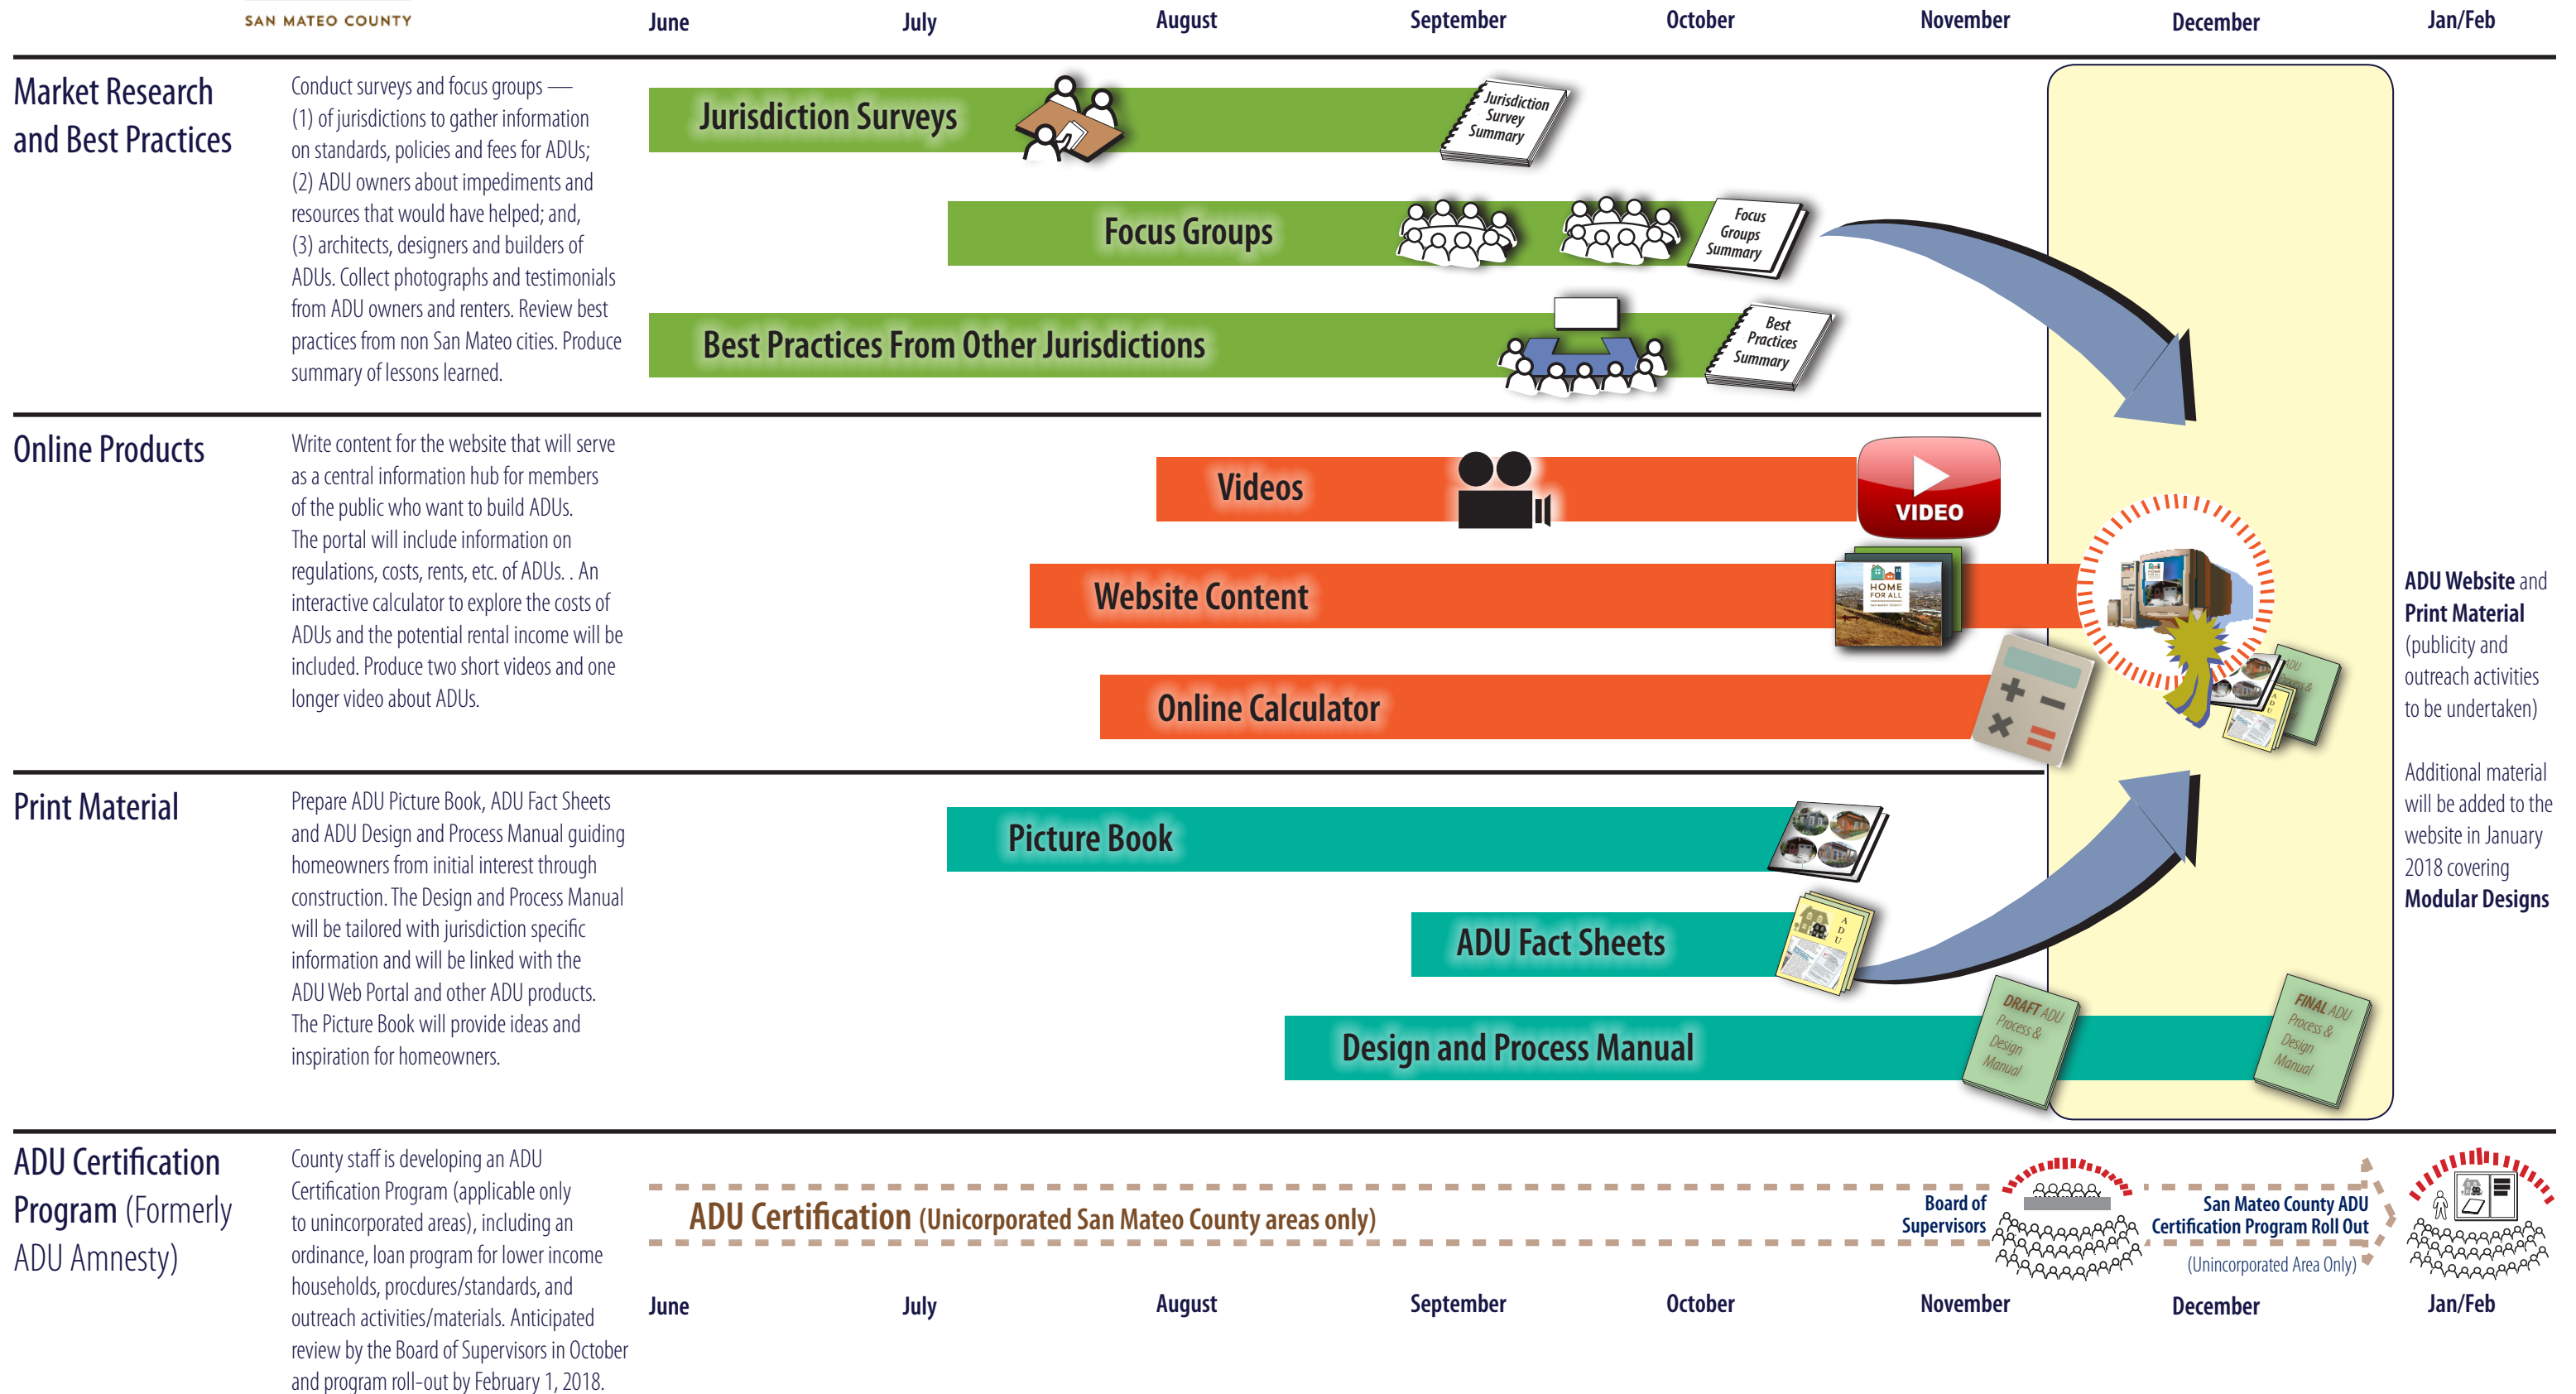 SAN MATEO COUNTY
June July August September October November December Jan/Feb
Market Research
and Best Practices
Conduct surveys and focus groups —
(1) of jurisdictions to gather information
on standards, policies and fees for ADUs;
(2) ADU owners about impediments and
resources that would have helped; and,
(3) architects, designers and builders of
ADUs. Collect photographs and testimonials
from ADU owners and renters. Review best
practices from non San Mateo cities. Produce
summary of lessons learned.
Jurisdiction Surveys
Jurisdiction
Survey
Summary
Focus Groups
Focus
Groups
Summary
Best Practices From Other Jurisdictions
Best
Practices
Summary
Online Products
Write content for the website that will serve
as a central information hub for members
of the public who want to build ADUs.
The portal will include information on
regulations, costs, rents, etc. of ADUs. . An
interactive calculator to explore the costs of
ADUs and the potential rental income will be
included. Produce two short videos and one
longer video about ADUs.
Videos
VIDEO
Website Content
HOME
FOR ALL
SAN MATEO COUNTY
Online Calculator
ADU Website and
Print Material
(publicity and
outreach activities
to be undertaken)
Additional material
will be added to the
website in January
2018 covering
Modular Designs
Print Material
Prepare ADU Picture Book, ADU Fact Sheets
and ADU Design and Process Manual guiding
homeowners from initial interest through
construction. The Design and Process Manual
will be tailored with jurisdiction specific
information and will be linked with the
ADU Web Portal and other ADU products.
The Picture Book will provide ideas and
inspiration for homeowners.
Picture Book
ADU Fact Sheets
A
D
U
Design and Process Manual
DRAFT ADU
Process &
Design
Manual
FINAL ADU
Process &
Design
Manual
ADU Certification
Program (Formerly
ADU Amnesty)
County staff is developing an ADU
Certification Program (applicable only
to unincorporated areas), including an
ordinance, loan program for lower income
households, procdures/standards, and
outreach activities/materials. Anticipated
review by the Board of Supervisors in October
and program roll-out by February 1, 2018.
ADU Certification (Unicorporated San Mateo County areas only)
Board of
Supervisors
San Mateo County ADU
Certification Program Roll Out
(Unincorporated Area Only)
June July August September October November December Jan/Feb